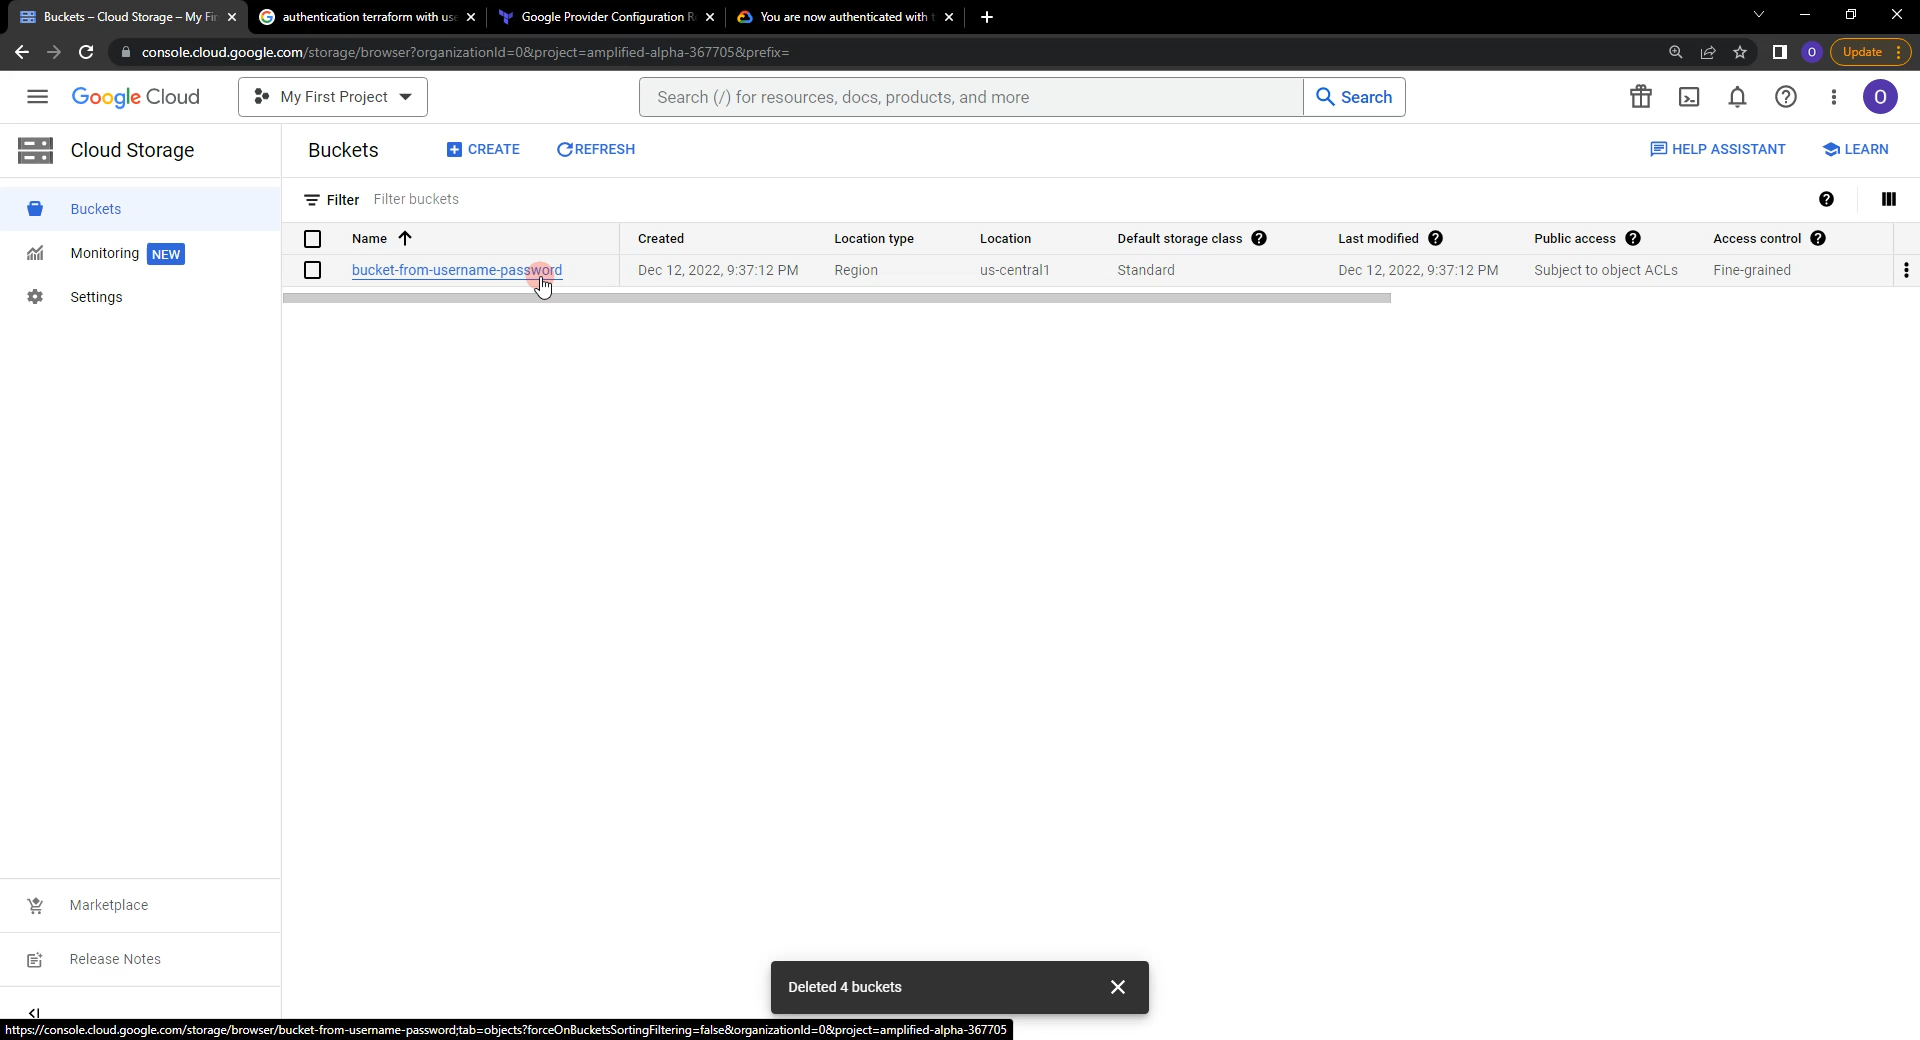 Buckets – Cloud Storage – My Fir
authentication terraform with use
Google Provider Configuration R
You are now authenticated with t
console.cloud.google.com/storage/browser?organizationId=0&project=amplified-alpha-367705&prefix=
O
Update
Google Cloud
My First Project
Search (/) for resources, docs, products, and more
Search
O
Cloud Storage
Buckets
CREATE
REFRESH
HELP ASSISTANT
LEARN
Buckets
Monitoring NEW
Settings
Filter Filter buckets
Name Created Location type Location Default storage class Last modified Public access Access control
bucket-from-username-password Dec 12, 2022, 9:37:12 PM Region us-central1 Standard Dec 12, 2022, 9:37:12 PM Subject to object ACLs Fine-grained
Marketplace
Release Notes
Deleted 4 buckets
https://console.cloud.google.com/storage/browser/bucket-from-username-password;tab=objects?forceOnBucketsSortingFiltering=false&organizationId=0&project=amplified-alpha-367705